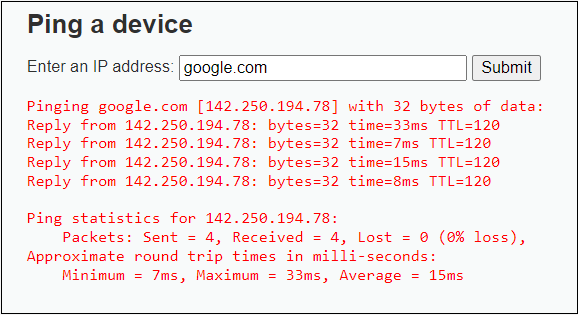 Ping a device
Enter an IP address: google.com Submit
Pinging google.com [142.250.194.78] with 32 bytes of data:
Reply from 142.250.194.78: bytes=32 time=33ms TTL=120
Reply from 142.250.194.78: bytes=32 time=7ms TTL=120
Reply from 142.250.194.78: bytes=32 time=15ms TTL=120
Reply from 142.250.194.78: bytes=32 time=8ms TTL=120
Ping statistics for 142.250.194.78:
Packets: Sent = 4, Received = 4, Lost = 0 (0% loss),
Approximate round trip times in milli-seconds:
Minimum = 7ms, Maximum = 33ms, Average = 15ms